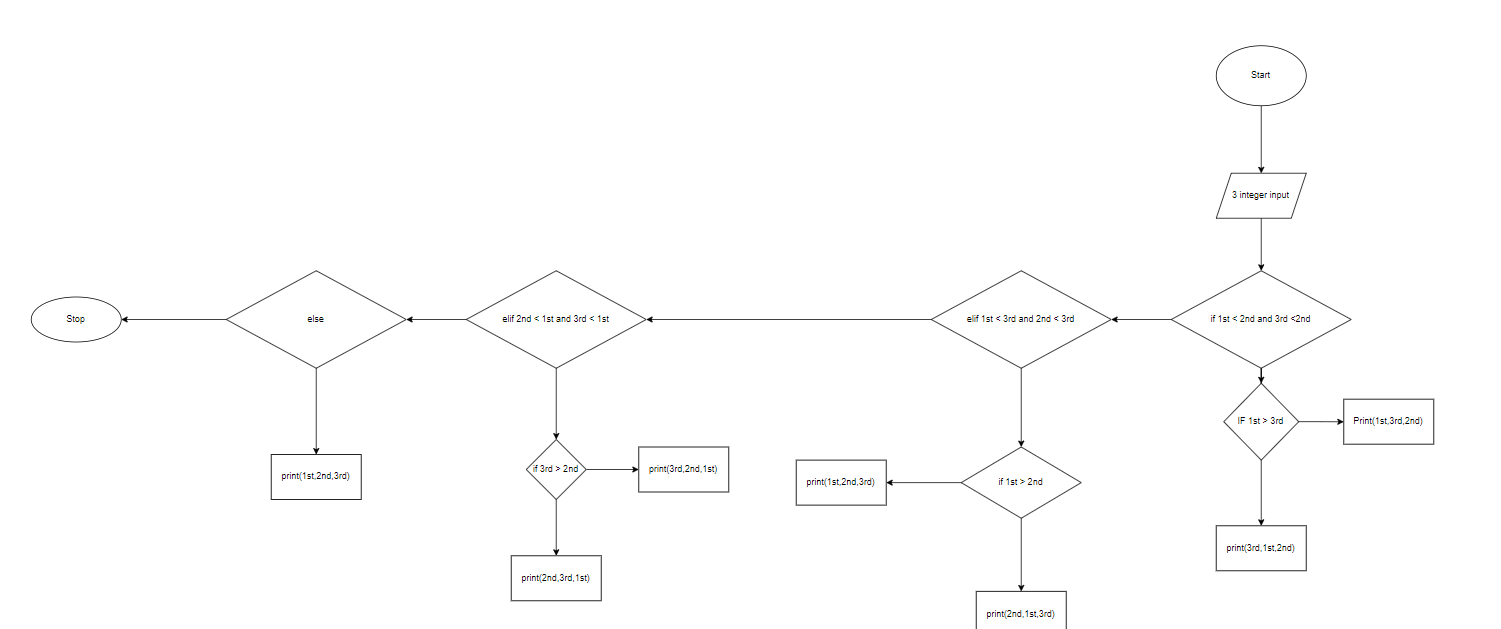 Start
3 integer input
Stop
else
elif 2nd < 1st and 3rd < 1st
elif 1st < 3rd and 2nd < 3rd
if 1st < 2nd and 3rd <2nd
IF 1st > 3rd
Print(1st,3rd,2nd)
print(1st,2nd,3rd)
if 3rd > 2nd
print(3rd,2nd,1st)
print(1st,2nd,3rd)
if 1st > 2nd
print(3rd,1st,2nd)
print(2nd,3rd,1st)
print(2nd,1st,3rd)